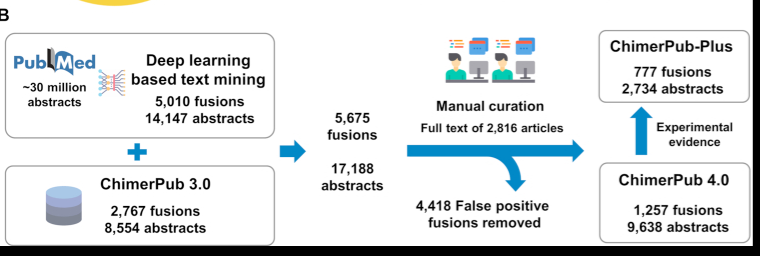 B
PubMed
~30 million
abstracts
Deep learning
based text mining
5,010 fusions
14,147 abstracts
ChimerPub 3.0
2,767 fusions
8,554 abstracts
5,675
fusions
17,188
abstracts
Manual curation
Full text of 2,816 articles
4,418 False positive
fusions removed
ChimerPub-Plus
777 fusions
2,734 abstracts
Experimental
evidence
ChimerPub 4.0
1,257 fusions
9,638 abstracts